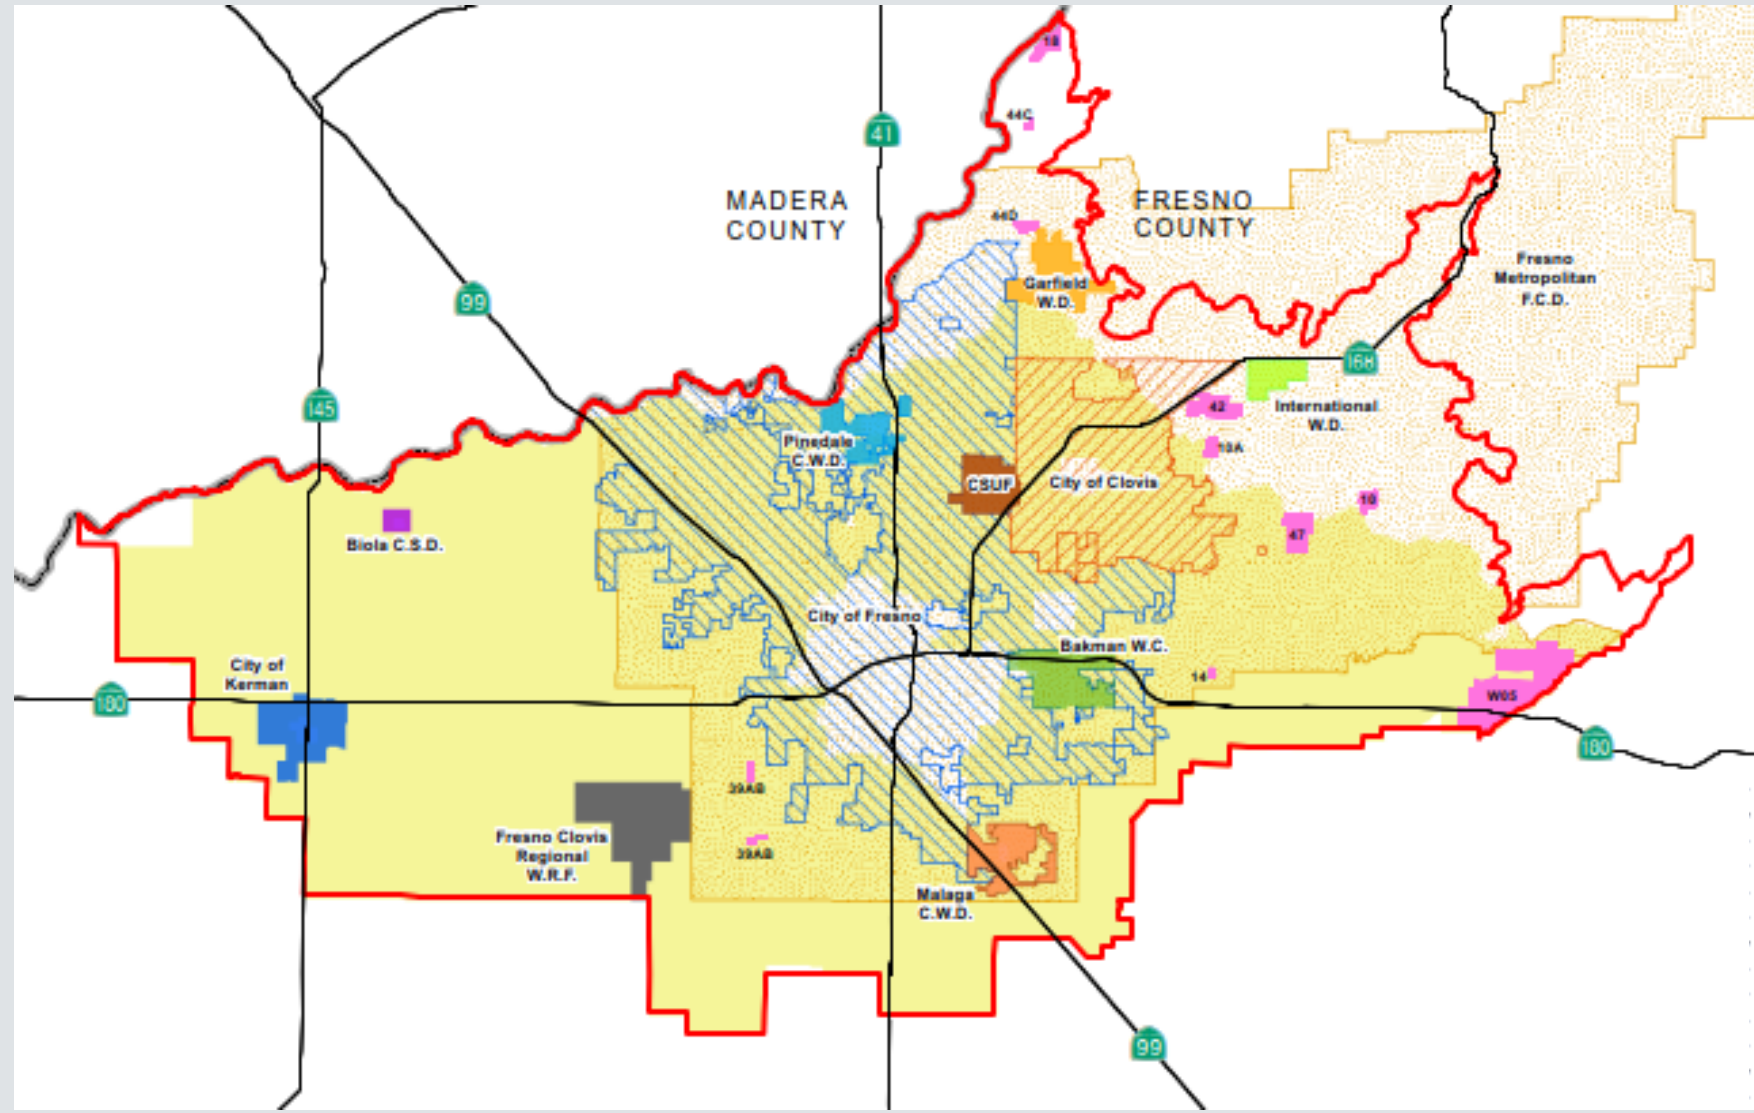 18
44C
41
MADERA
COUNTY
FRESNO
COUNTY
44D
Fresno
Metropolitan
F.C.D.
Garfield
W.D.
99
168
145
42
International
W.D.
Pinedale
C.W.D.
10A
CSUF
City of Clovis
10
47
Biola C.S.D.
City of Fresno
Bakman W.C.
City of
Kerman
14
W05
180
180
39AB
Fresno Clovis
Regional
W.R.F.
39AB
Malaga
C.W.D.
99